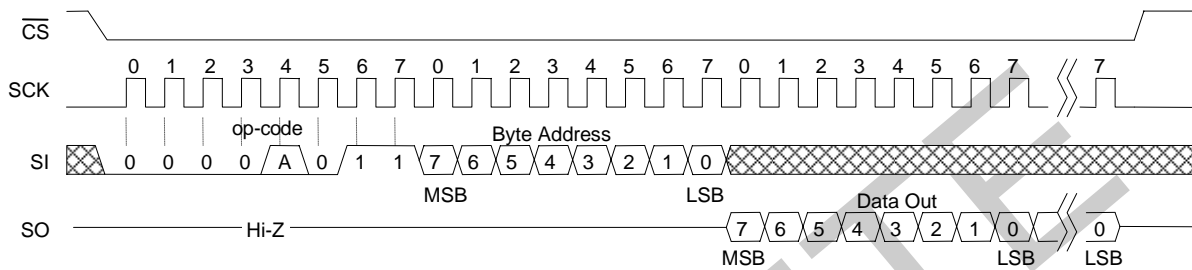 CS
0 1 2 3 4 5 6 7 0 1 2 3 4 5 6 7 0 1 2 3 4 5 6 7 7
SCK
op-code Byte Address
SI 0 0 0 0 A 0 1 1 7 6 5 4 3 2 1 0
MSB LSB
Data Out
SO Hi-Z 7 6 5 4 3 2 1 0 0
MSB LSB LSB